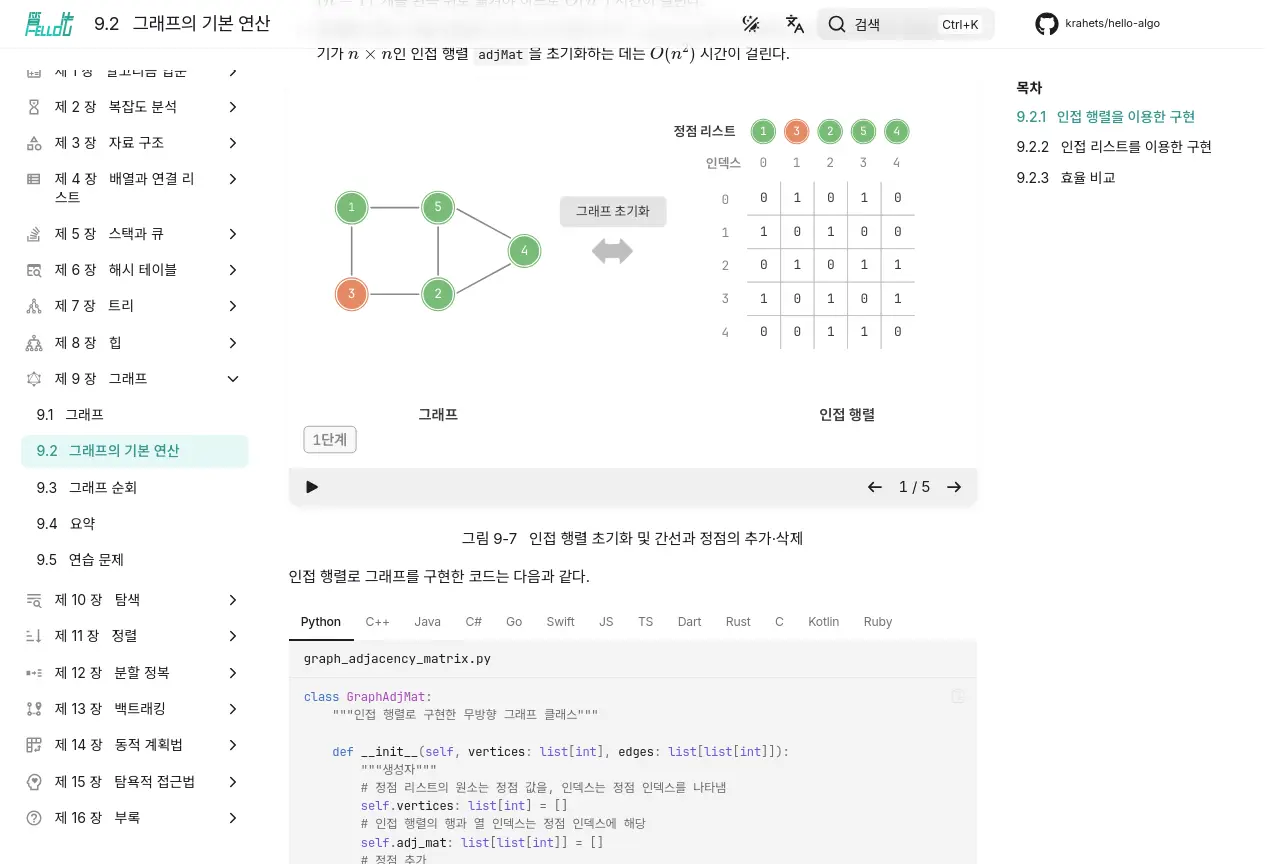 HELLO
9.2 그래프의 기본 연산
검색
Ctrl+K
krahets/hello-algo
기가 n × n인 인접 행렬 adjMat 을 초기화하는 데는 O(n²) 시간이 걸린다.
제 1 장 알고리즘 입문
제 2 장 복잡도 분석
제 3 장 자료 구조
제 4 장 배열과 연결 리
스트
제 5 장 스택과 큐
제 6 장 해시 테이블
제 7 장 트리
제 8 장 힙
제 9 장 그래프
9.1 그래프
9.2 그래프의 기본 연산
9.3 그래프 순회
9.4 요약
9.5 연습 문제
제 10 장 탐색
제 11 장 정렬
제 12 장 분할 정복
제 13 장 백트래킹
제 14 장 동적 계획법
제 15 장 탐욕적 접근법
제 16 장 부록
1 5 4 3 2
그래프 초기화
정점 리스트 1 3 2 5 4
인덱스 0 1 2 3 4
0 0 1 0 1 0
1 1 0 1 0 0
2 0 1 0 1 1
3 1 0 1 0 1
4 0 0 1 1 0
그래프
인접 행렬
1단계
1 / 5
그림 9-7 인접 행렬 초기화 및 간선과 정점의 추가·삭제
인접 행렬로 그래프를 구현한 코드는 다음과 같다.
Python C++ Java C# Go Swift JS TS Dart Rust C Kotlin Ruby
graph_adjacency_matrix.py
class GraphAdjMat:
"""인접 행렬로 구현한 무방향 그래프 클래스"""
def __init__(self, vertices: list[int], edges: list[list[int]]):
"""생성자"""
# 정점 리스트의 원소는 정점 값을, 인덱스는 정점 인덱스를 나타냄
self.vertices: list[int] = []
# 인접 행렬의 행과 열 인덱스는 정점 인덱스에 해당
self.adj_mat: list[list[int]] = []
# 정점 추가
목차
9.2.1 인접 행렬을 이용한 구현
9.2.2 인접 리스트를 이용한 구현
9.2.3 효율 비교